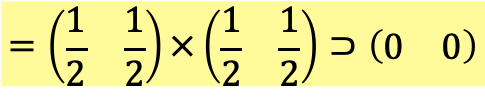 = (1/2 1/2) × (1/2 1/2) ⊃ (0 0)